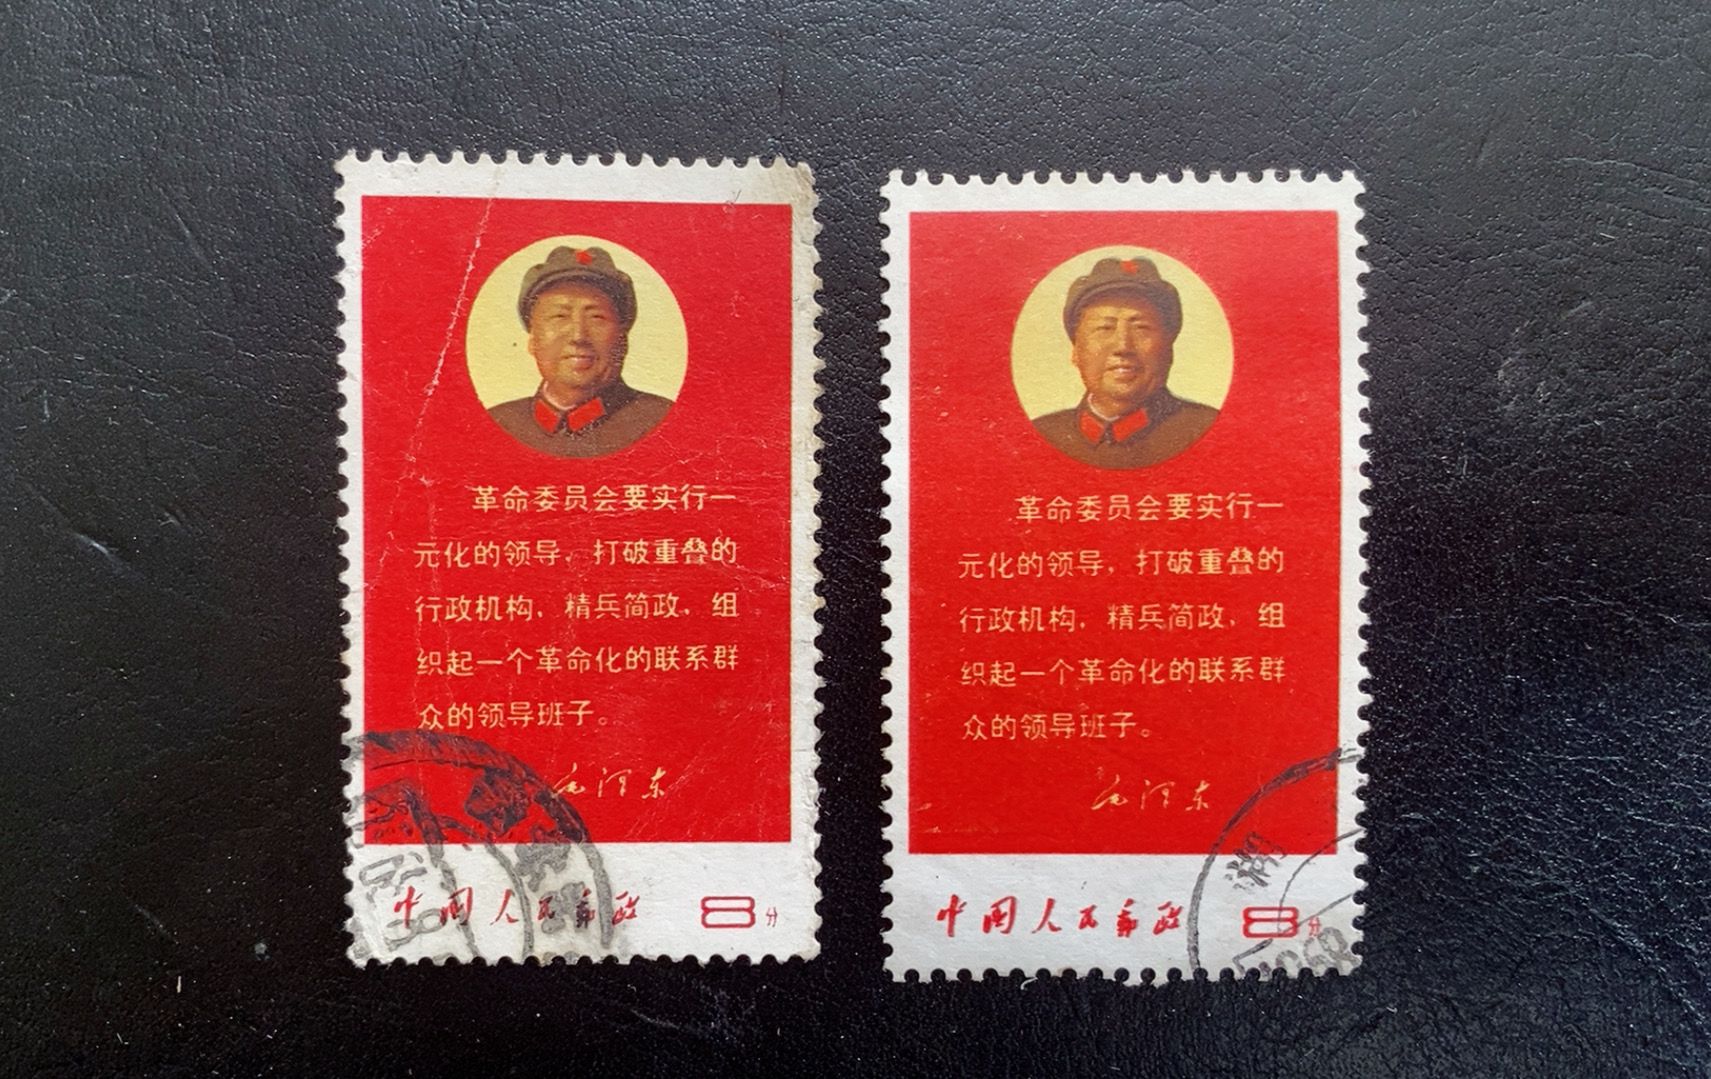 革命委员会要实行一
元化的领导，打破重叠的
行政机构，精兵简政，组
织起一个革命化的联系群
众的领导班子。
毛泽东
中国人民邮政 8分
革命委员会要实行一
元化的领导，打破重叠的
行政机构，精兵简政，组
织起一个革命化的联系群
众的领导班子。
毛泽东
中国人民邮政 8分
湖